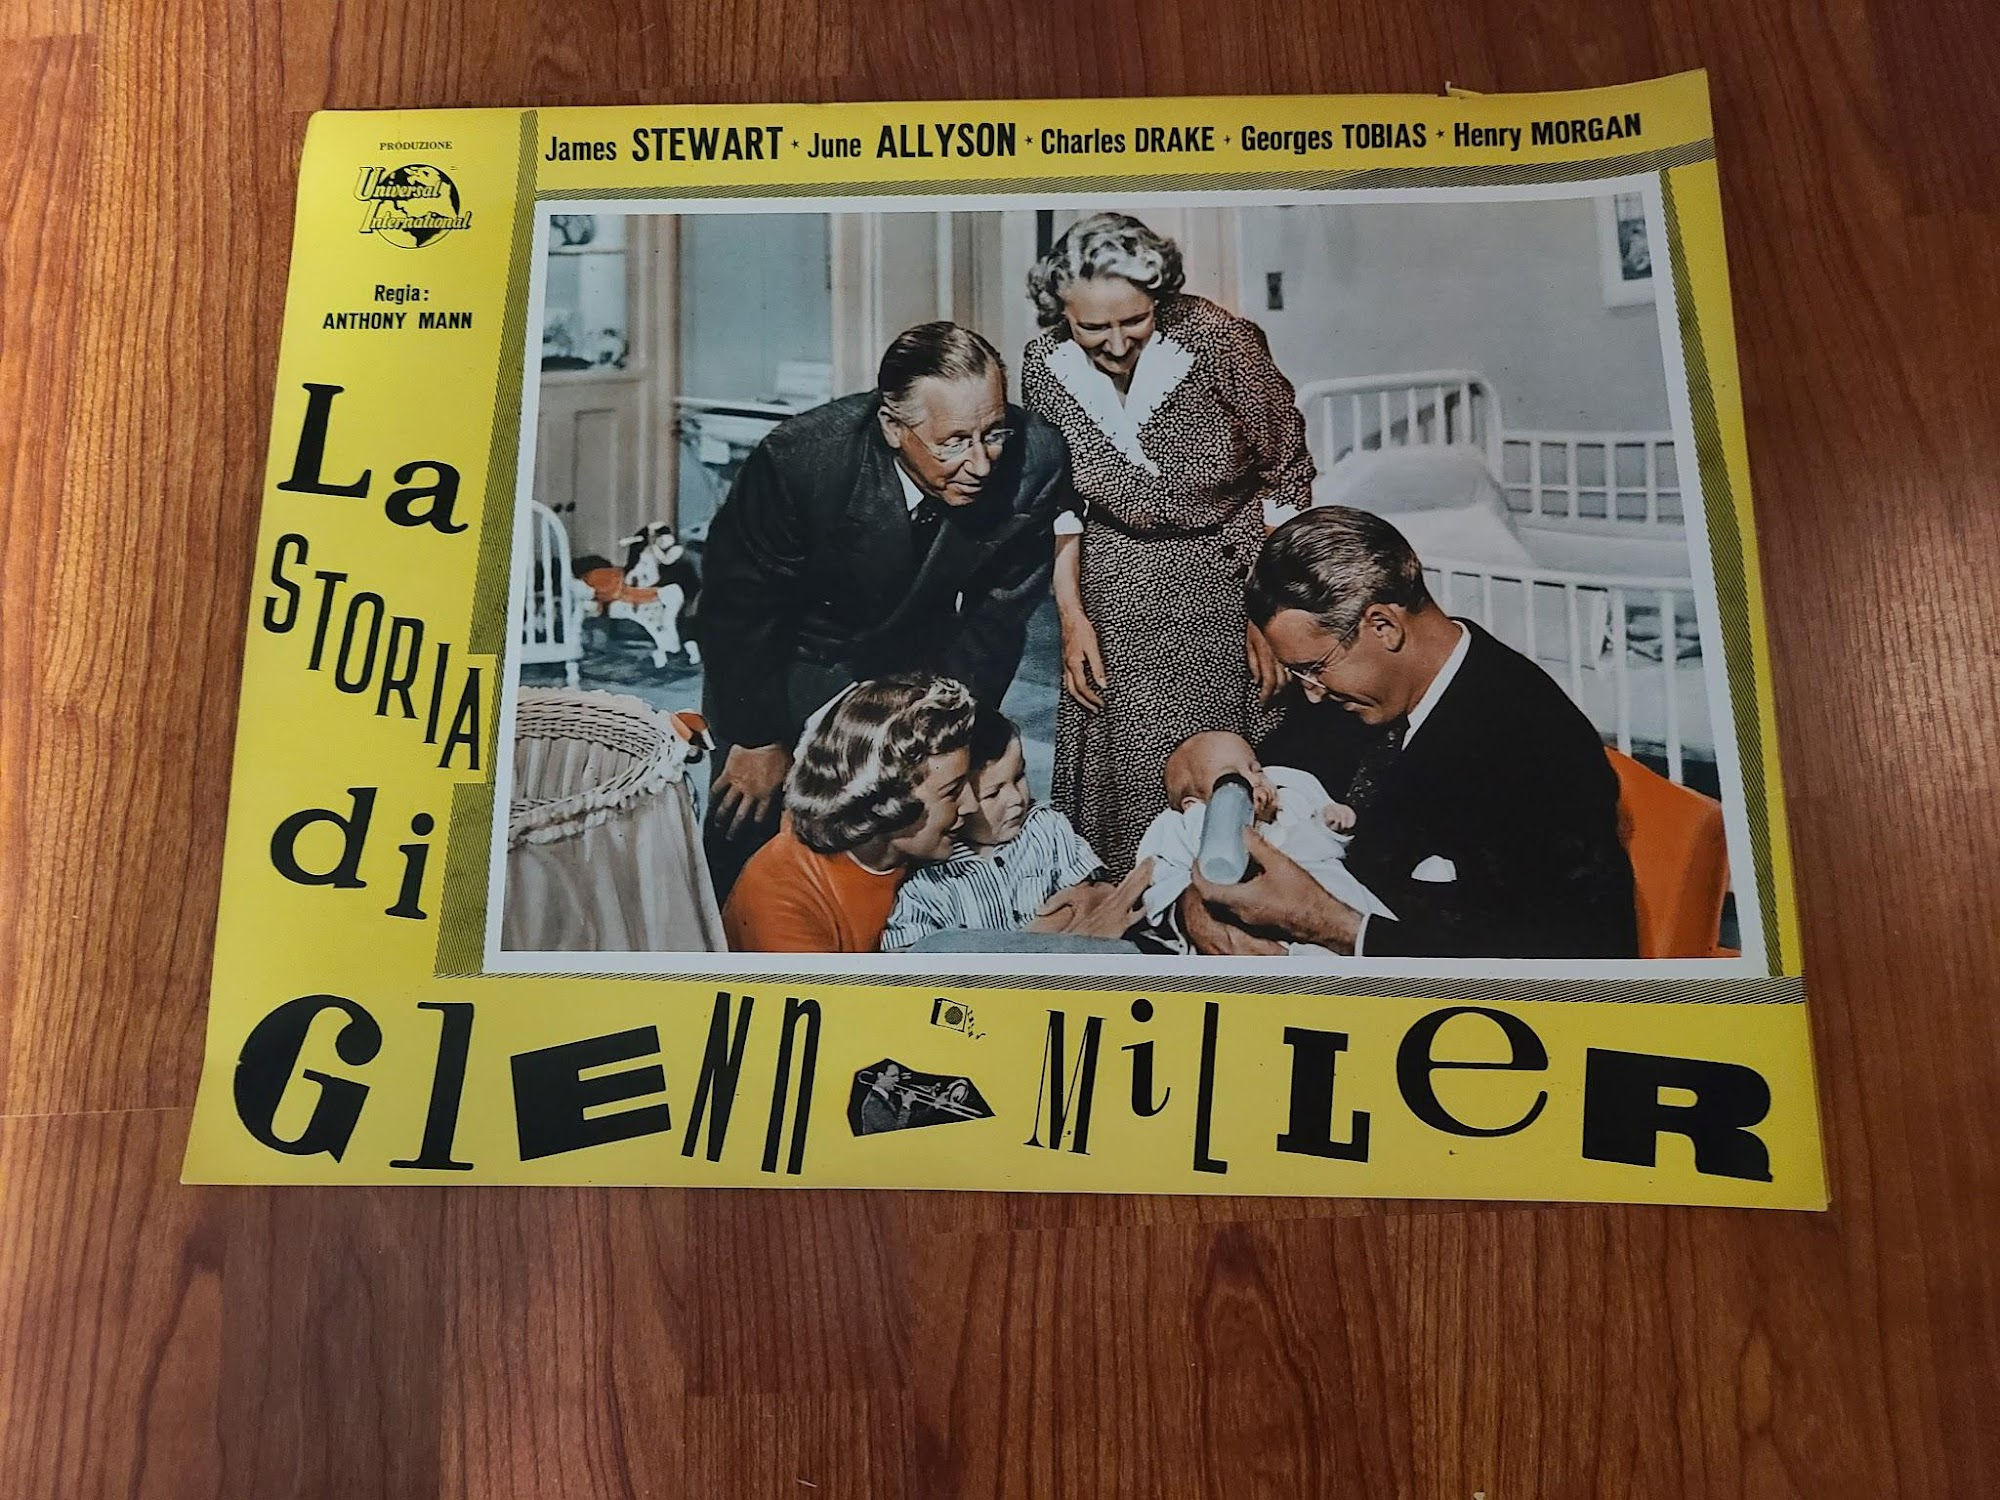 James STEWART * June ALLYSON * Charles DRAKE * Georges TOBIAS * Henry MORGAN
PRODUZIONE
Universal
International
Regia:
ANTHONY MANN
La
STORIA
di
GlENn MiLLeR